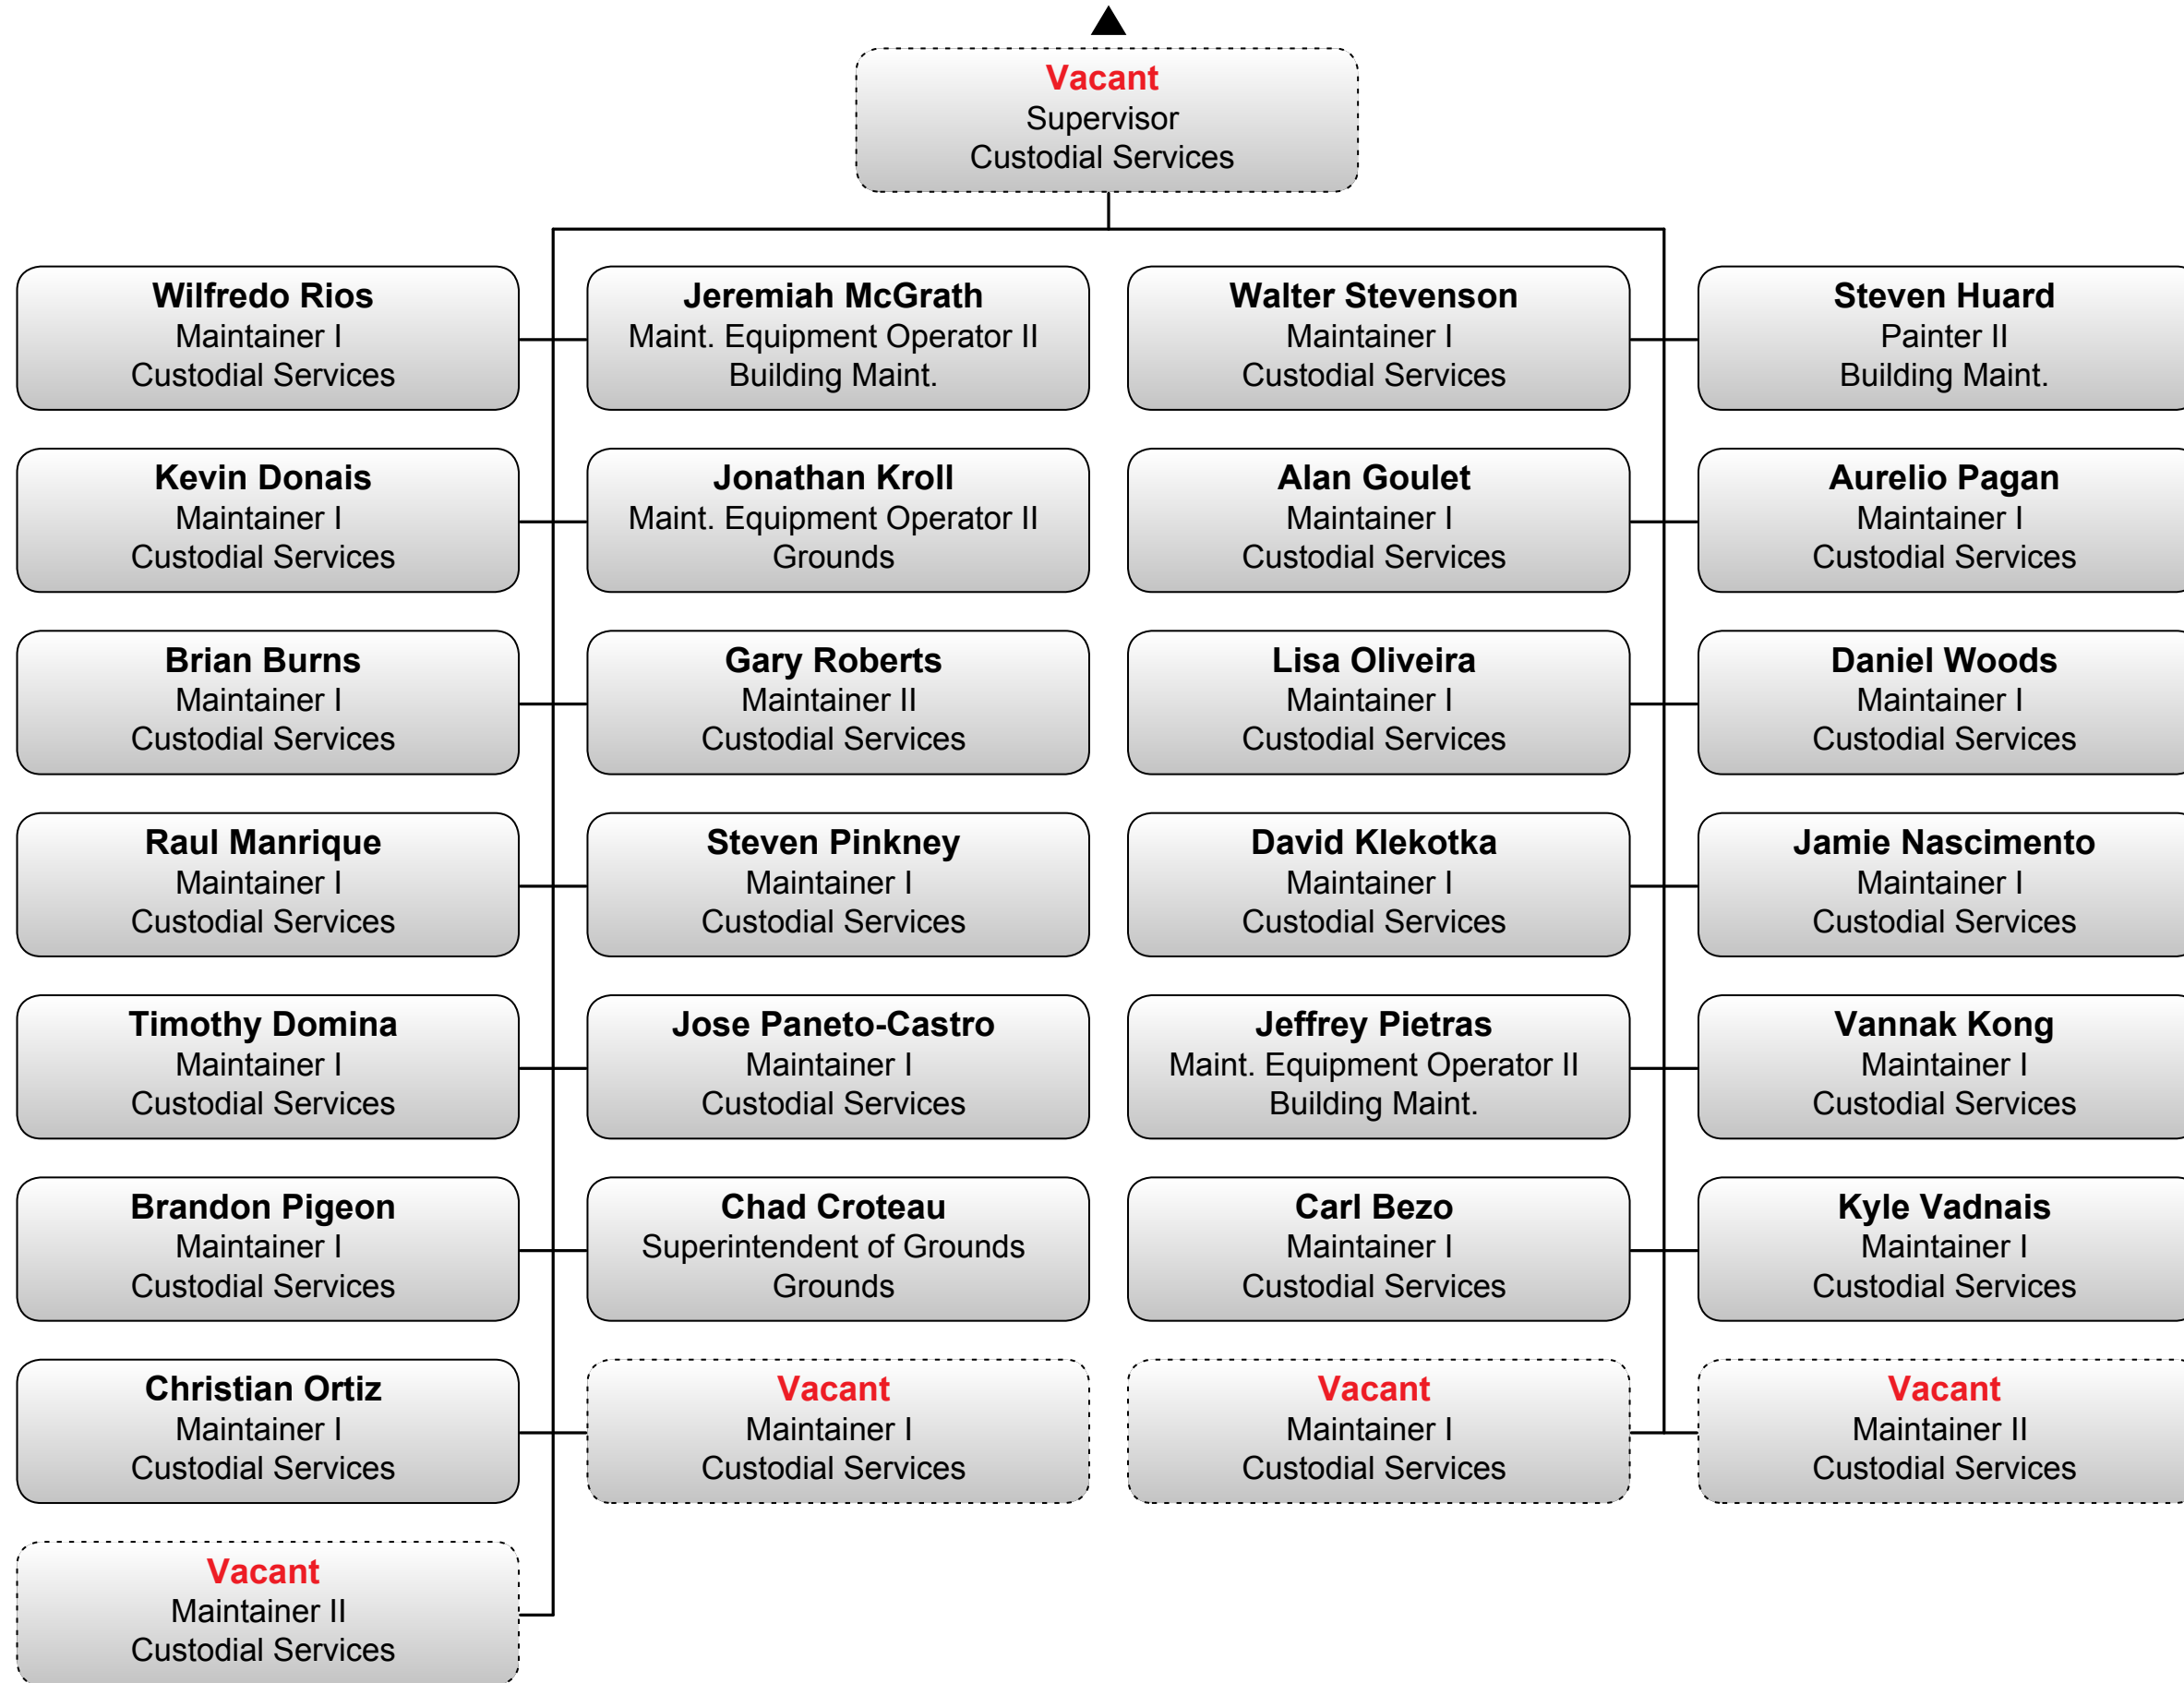 Vacant
Supervisor
Custodial Services
Wilfredo Rios
Maintainer I
Custodial Services
Jeremiah McGrath
Maint. Equipment Operator II
Building Maint.
Walter Stevenson
Maintainer I
Custodial Services
Steven Huard
Painter II
Building Maint.
Kevin Donais
Maintainer I
Custodial Services
Jonathan Kroll
Maint. Equipment Operator II
Grounds
Alan Goulet
Maintainer I
Custodial Services
Aurelio Pagan
Maintainer I
Custodial Services
Brian Burns
Maintainer I
Custodial Services
Gary Roberts
Maintainer II
Custodial Services
Lisa Oliveira
Maintainer I
Custodial Services
Daniel Woods
Maintainer I
Custodial Services
Raul Manrique
Maintainer I
Custodial Services
Steven Pinkney
Maintainer I
Custodial Services
David Klekotka
Maintainer I
Custodial Services
Jamie Nascimento
Maintainer I
Custodial Services
Timothy Domina
Maintainer I
Custodial Services
Jose Paneto-Castro
Maintainer I
Custodial Services
Jeffrey Pietras
Maint. Equipment Operator II
Building Maint.
Vannak Kong
Maintainer I
Custodial Services
Brandon Pigeon
Maintainer I
Custodial Services
Chad Croteau
Superintendent of Grounds
Grounds
Carl Bezo
Maintainer I
Custodial Services
Kyle Vadnais
Maintainer I
Custodial Services
Christian Ortiz
Maintainer I
Custodial Services
Vacant
Maintainer I
Custodial Services
Vacant
Maintainer I
Custodial Services
Vacant
Maintainer II
Custodial Services
Vacant
Maintainer II
Custodial Services